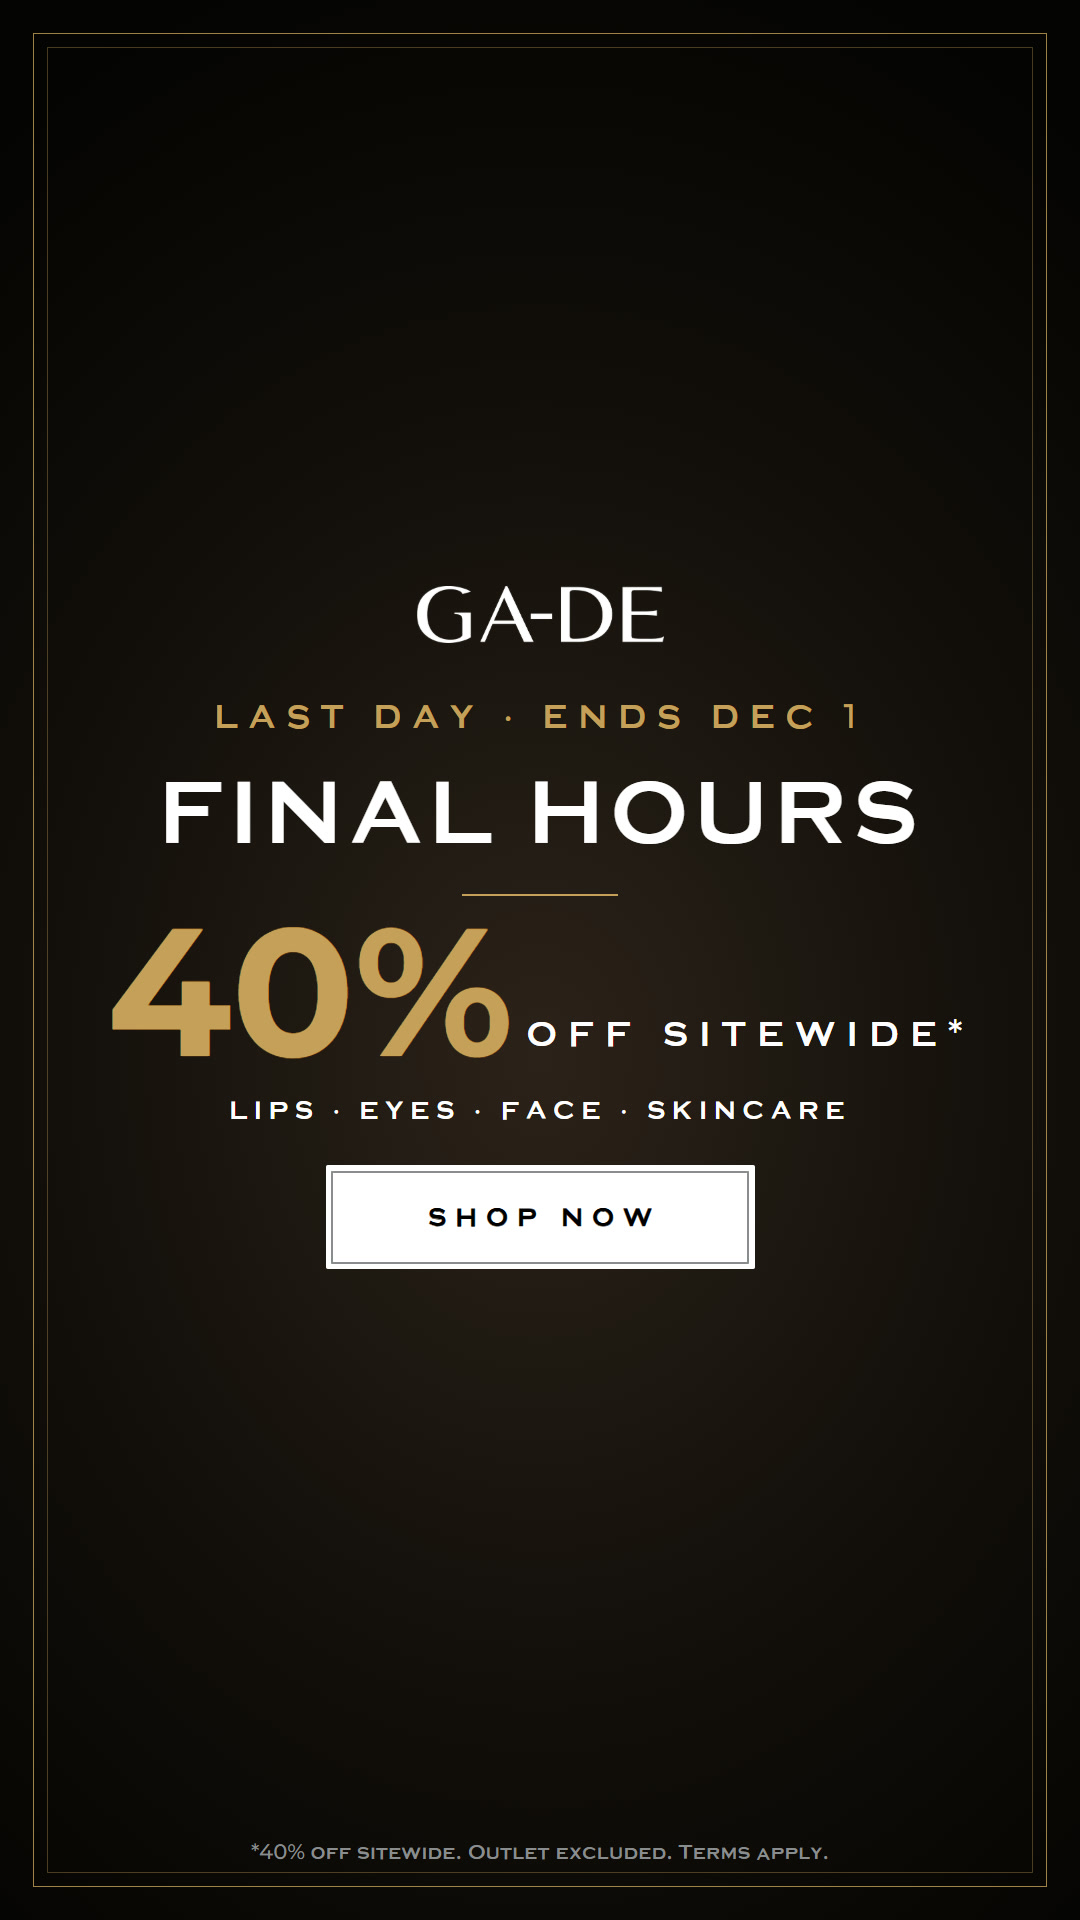 GA-DE
LAST DAY · ENDS DEC 1
FINAL HOURS
40% OFF SITEWIDE*
LIPS · EYES · FACE · SKINCARE
SHOP NOW
*40% OFF SITEWIDE. OUTLET EXCLUDED. TERMS APPLY.